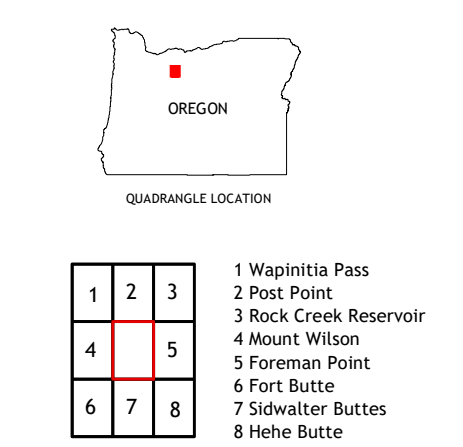 OREGON
QUADRANGLE LOCATION
1 2 3
4 5
6 7 8
1 Wapinitia Pass
2 Post Point
3 Rock Creek Reservoir
4 Mount Wilson
5 Foreman Point
6 Fort Butte
7 Sidwalter Buttes
8 Hehe Butte